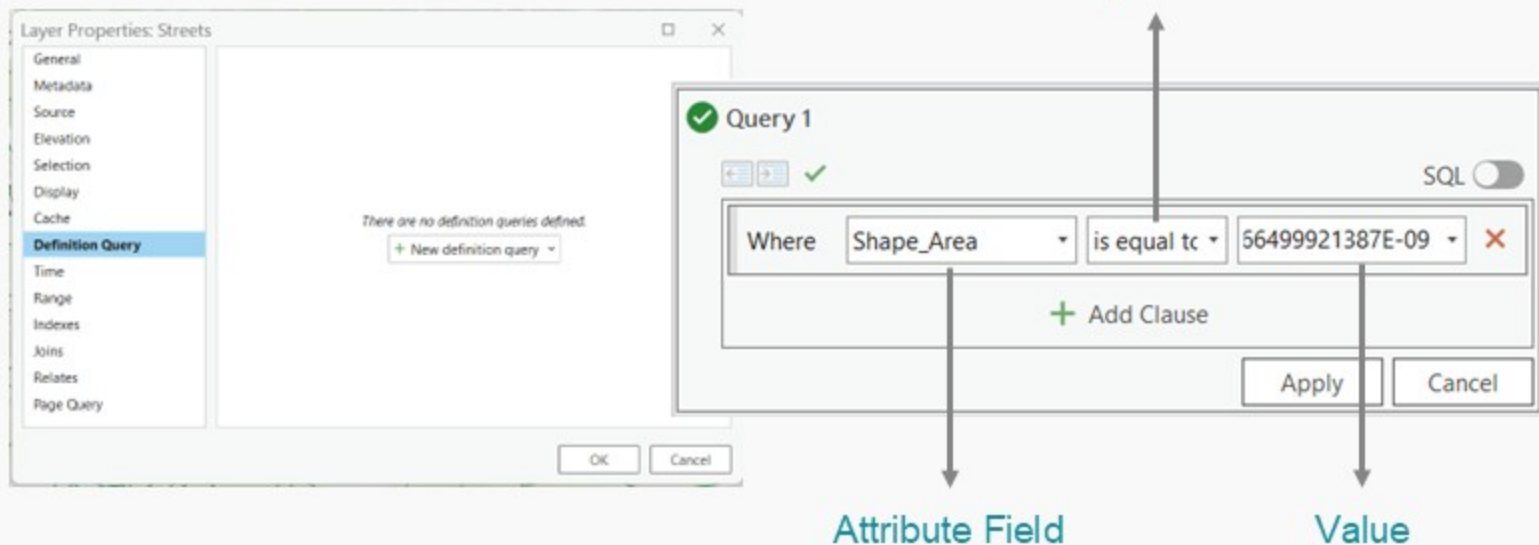 Layer Properties: Streets
General
Metadata
Source
Elevation
Selection
Display
Cache
Definition Query
Time
Range
Indexes
Joins
Relates
Page Query
There are no definition queries defined.
+ New definition query
OK Cancel
Query 1
SQL
Where Shape_Area is equal to 66499921387E-09
+ Add Clause
Apply Cancel
Attribute Field Value